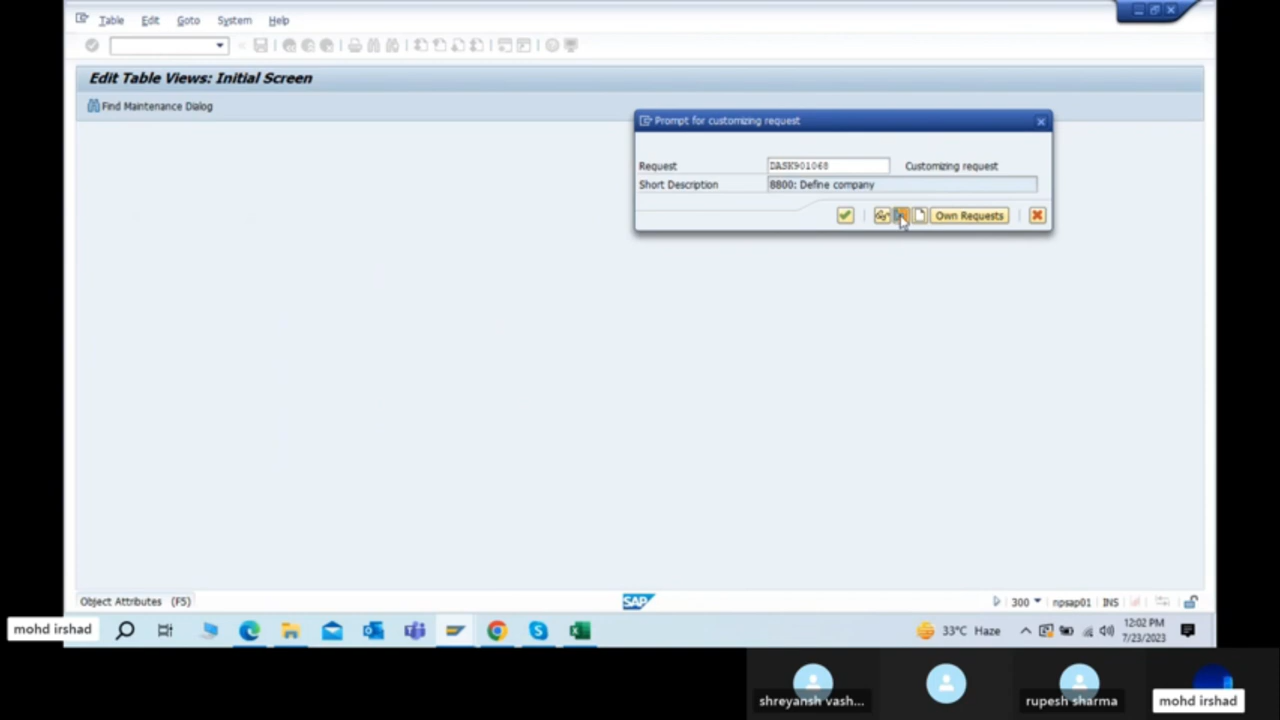 Table Edit Goto System Help
Edit Table Views: Initial Screen
Find Maintenance Dialog
Prompt for customizing request
Request DASK901068 Customizing request
Short Description 8800: Define company
Own Requests
Object Attributes (F5)
SAP
300 npsap01 INS
mohd irshad
33°C Haze
12:02 PM
7/23/2023
shreyansh vash...
rupesh sharma
mohd irshad